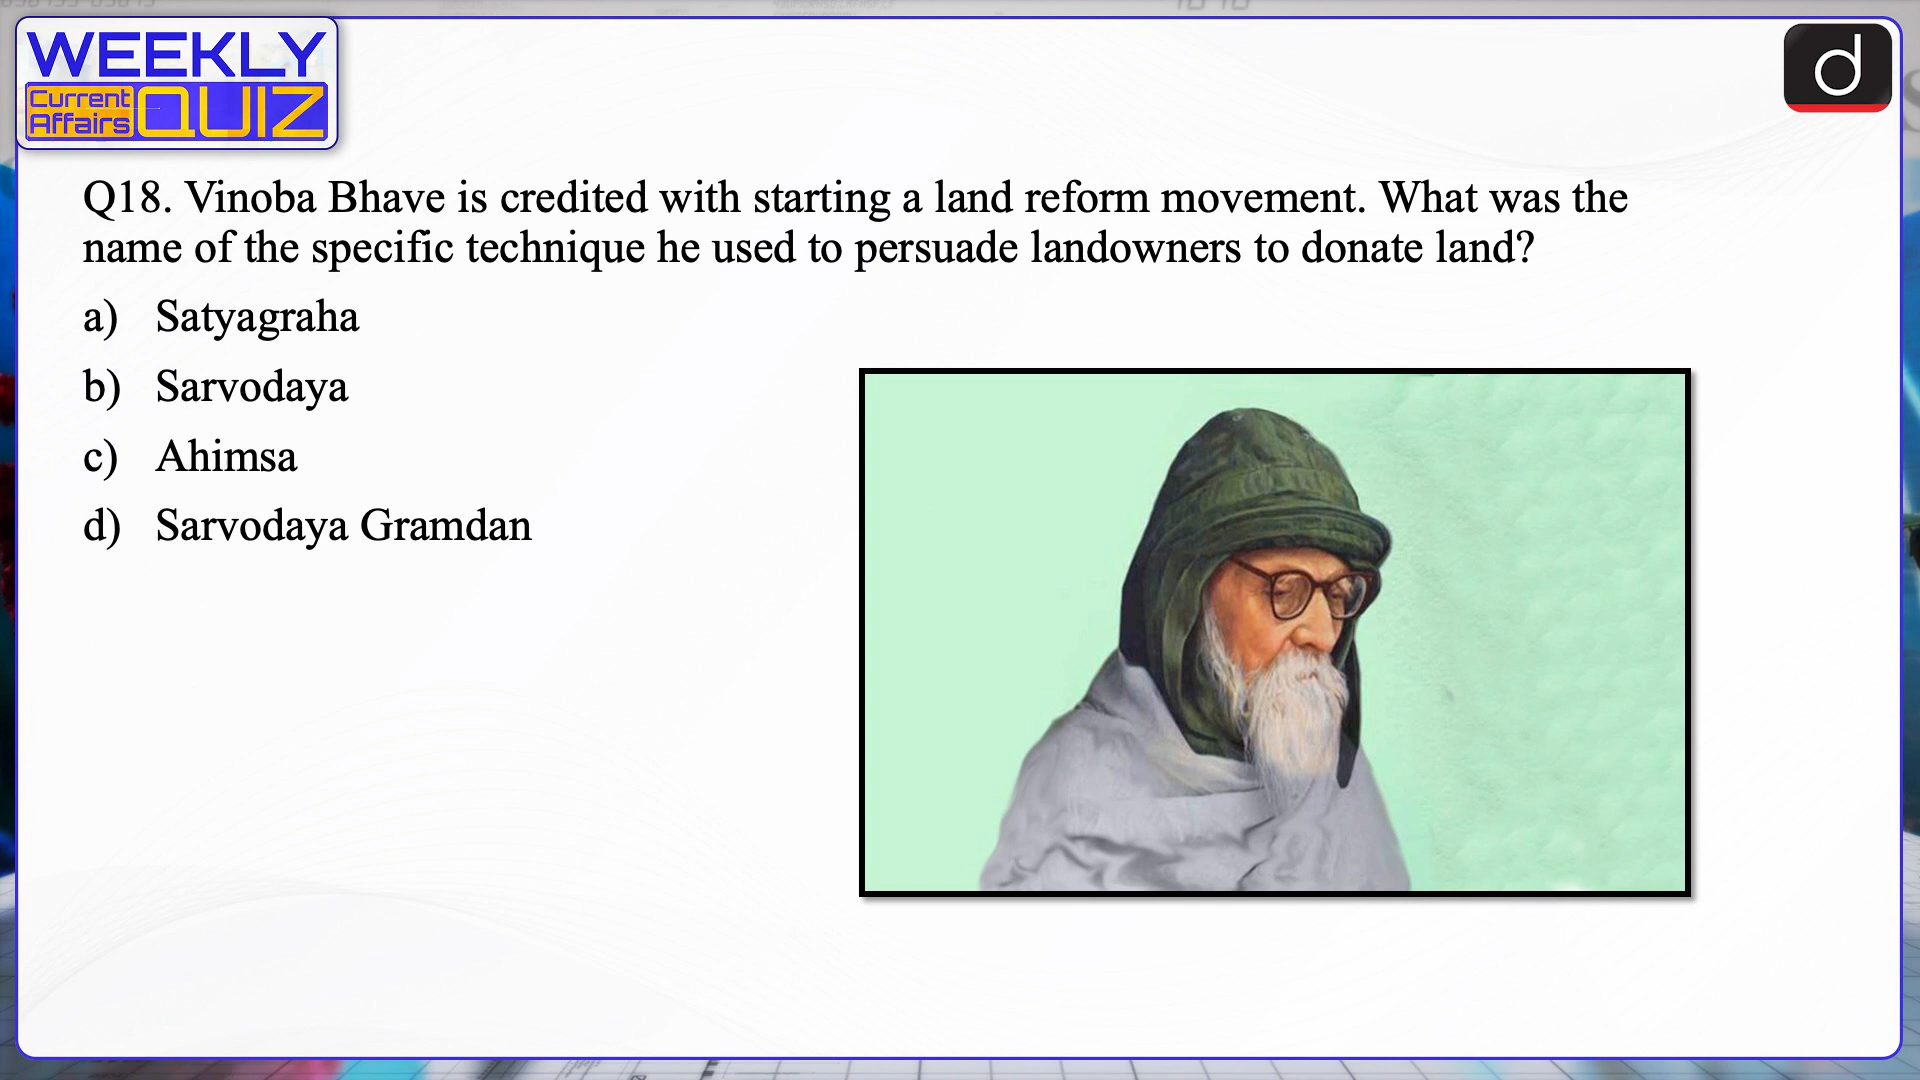 WEEKLY
Current
Affairs
QUIZ
d
Q18. Vinoba Bhave is credited with starting a land reform movement. What was the
name of the specific technique he used to persuade landowners to donate land?
a) Satyagraha
b) Sarvodaya
c) Ahimsa
d) Sarvodaya Gramdan